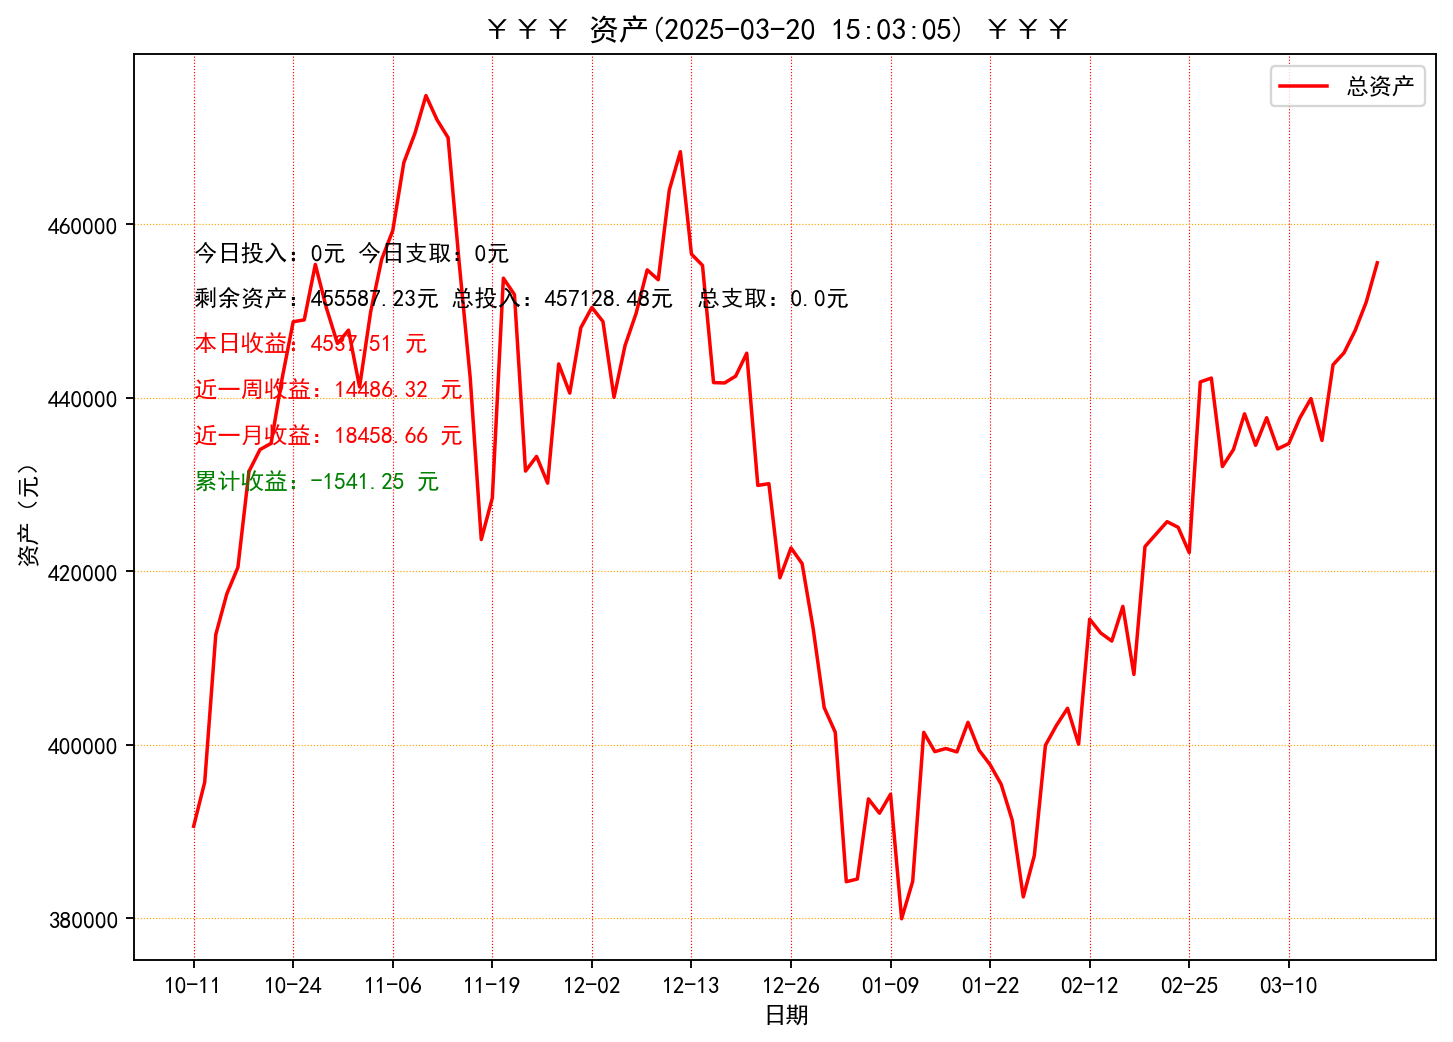 ￥￥￥ 资产(2025-03-20 15:03:05) ￥￥￥
总资产
资产（元）
460000
440000
420000
400000
380000
今日投入：0元 今日支取：0元
剩余资产：455587.23元 总投入：457128.48元  总支取：0.0元
本日收益：4537.51 元
近一周收益：14486.32 元
近一月收益：18458.66 元
累计收益：-1541.25 元
10-11 10-24 11-06 11-19 12-02 12-13 12-26 01-09 01-22 02-12 02-25 03-10
日期